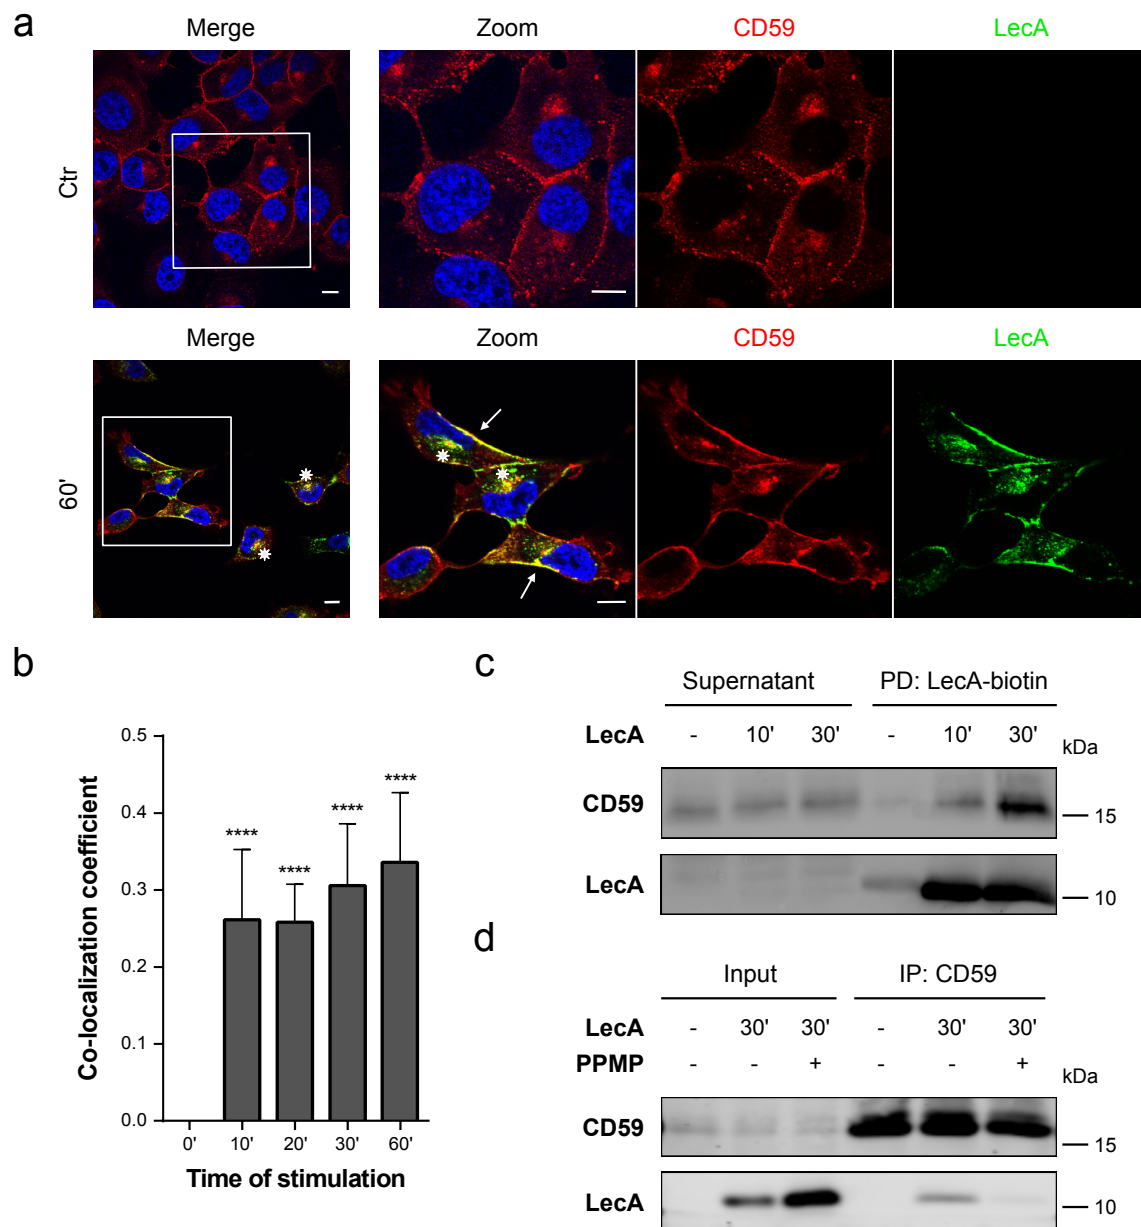 a
Merge Zoom CD59 LecA
Ctr
Merge Zoom CD59 LecA
60'
b
Co-localization coefficient
0.5
0.4
0.3
0.2
0.1
0.0
**** **** **** ****
0' 10' 20' 30' 60'
Time of stimulation
c
Supernatant PD: LecA-biotin
LecA - 10' 30' - 10' 30' kDa
CD59 15
LecA 10
d
Input IP: CD59
LecA - 30' 30' - 30' 30'
PPMP - - + - - + kDa
CD59 15
LecA 10